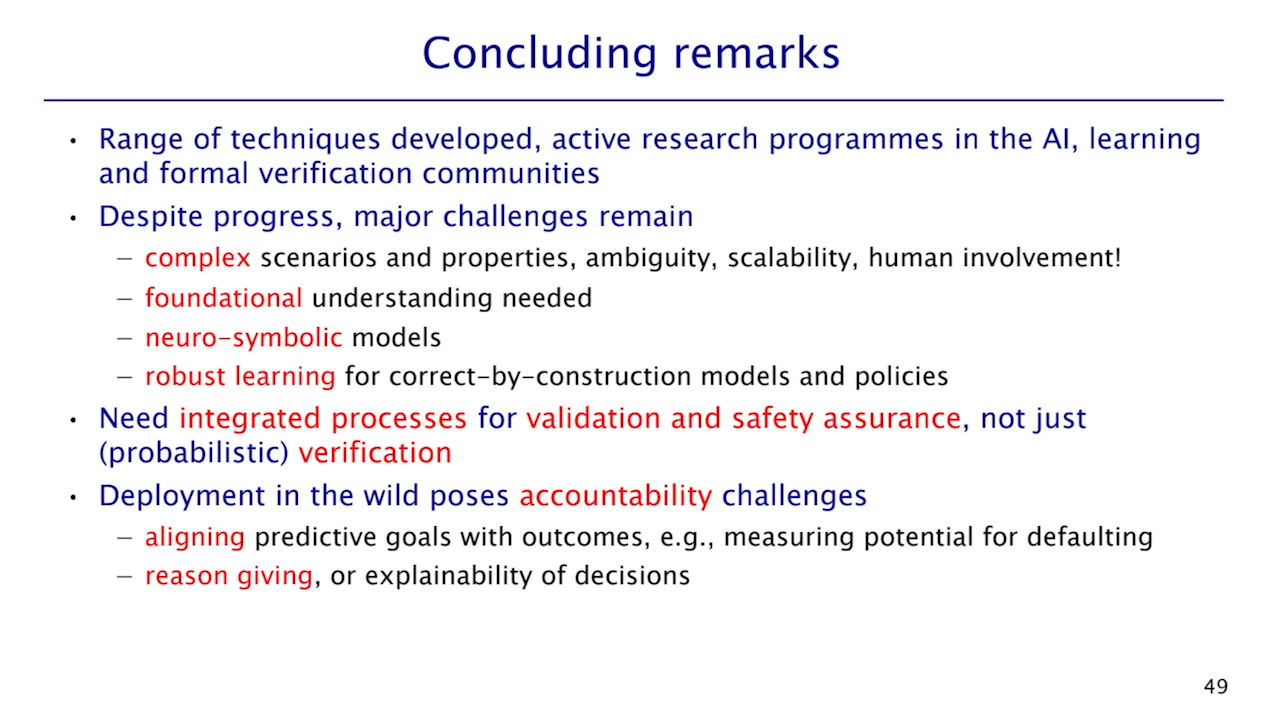 Concluding remarks
• Range of techniques developed, active research programmes in the AI, learning
and formal verification communities
• Despite progress, major challenges remain
– complex scenarios and properties, ambiguity, scalability, human involvement!
– foundational understanding needed
– neuro-symbolic models
– robust learning for correct-by-construction models and policies
• Need integrated processes for validation and safety assurance, not just
(probabilistic) verification
• Deployment in the wild poses accountability challenges
– aligning predictive goals with outcomes, e.g., measuring potential for defaulting
– reason giving, or explainability of decisions
49